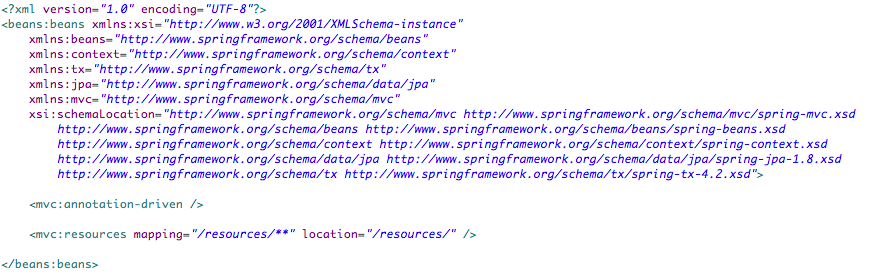 <?xml version="1.0" encoding="UTF-8"?>
<beans:beans xmlns:xsi="http://www.w3.org/2001/XMLSchema-instance"
xmlns:beans="http://www.springframework.org/schema/beans"
xmlns:context="http://www.springframework.org/schema/context"
xmlns:tx="http://www.springframework.org/schema/tx"
xmlns:jpa="http://www.springframework.org/schema/data/jpa"
xmlns:mvc="http://www.springframework.org/schema/mvc"
xsi:schemaLocation="http://www.springframework.org/schema/mvc http://www.springframework.org/schema/mvc/spring-mvc.xsd
http://www.springframework.org/schema/beans http://www.springframework.org/schema/beans/spring-beans.xsd
http://www.springframework.org/schema/context http://www.springframework.org/schema/context/spring-context.xsd
http://www.springframework.org/schema/data/jpa http://www.springframework.org/schema/data/jpa/spring-jpa-1.8.xsd
http://www.springframework.org/schema/tx http://www.springframework.org/schema/tx/spring-tx-4.2.xsd">
<mvc:annotation-driven />
<mvc:resources mapping="/resources/**" location="/resources/" />
</beans:beans>